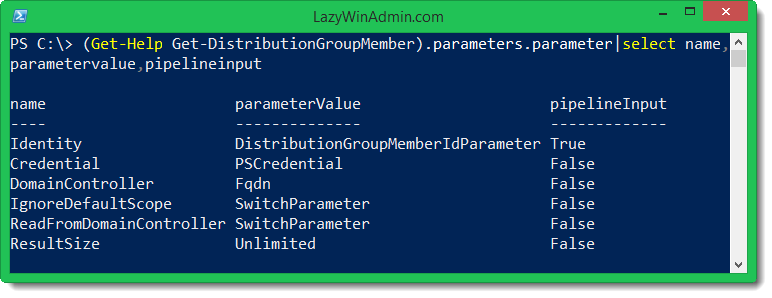 LazyWinAdmin.com
PS C:\> (Get-Help Get-DistributionGroupMember).parameters.parameter|select name,
parametervalue,pipelineinput
name parameterValue pipelineInput
---- -------------- -------------
Identity DistributionGroupMemberIdParameter True
Credential PSCredential False
DomainController Fqdn False
IgnoreDefaultScope SwitchParameter False
ReadFromDomainController SwitchParameter False
ResultSize Unlimited False